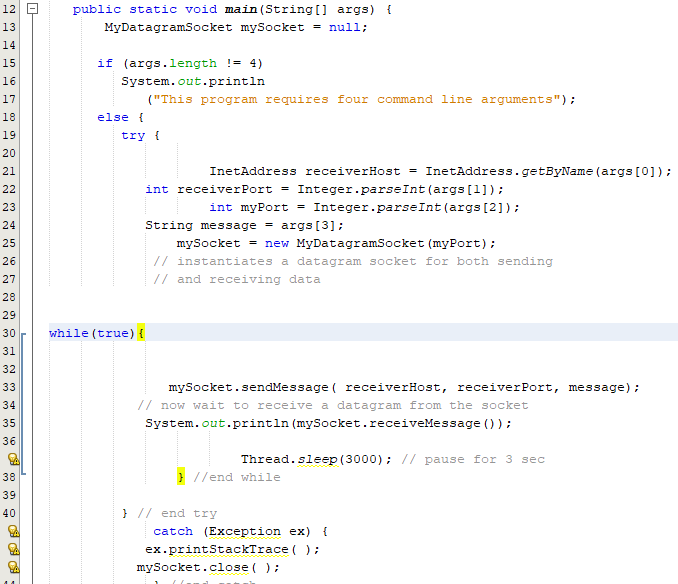 12 public static void main(String[] args) {
13 MyDatagramSocket mySocket = null;
14
15 if (args.length != 4)
16 System.out.println
17 ("This program requires four command line arguments");
18 else {
19 try {
20
21 InetAddress receiverHost = InetAddress.getByName(args[0]);
22 int receiverPort = Integer.parseInt(args[1]);
23 int myPort = Integer.parseInt(args[2]);
24 String message = args[3];
25 mySocket = new MyDatagramSocket(myPort);
26 // instantiates a datagram socket for both sending
27 // and receiving data
28
29
30 while(true){
31
32
33 mySocket.sendMessage( receiverHost, receiverPort, message);
34 // now wait to receive a datagram from the socket
35 System.out.println(mySocket.receiveMessage());
36
Thread.sleep(3000); // pause for 3 sec
38 } //end while
39
40 } // end try
catch (Exception ex) {
ex.printStackTrace( );
mySocket.close( );
44 } //end catch